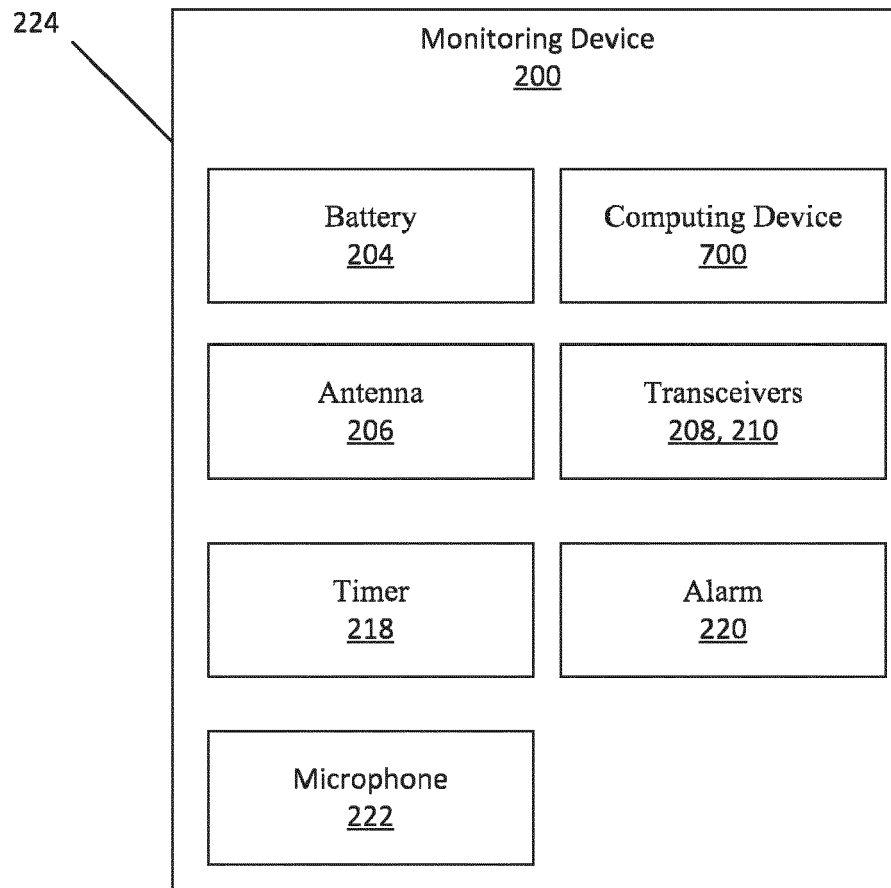 224
Monitoring Device
200
Battery
204
Computing Device
700
Antenna
206
Transceivers
208, 210
Timer
218
Alarm
220
Microphone
222